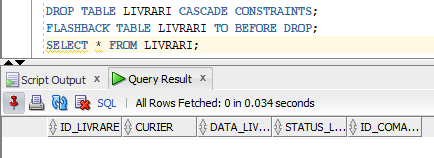 DROP TABLE LIVRARI CASCADE CONSTRAINTS;
FLASHBACK TABLE LIVRARI TO BEFORE DROP;
SELECT * FROM LIVRARI;
Script Output x Query Result x
SQL | All Rows Fetched: 0 in 0.034 seconds
ID_LIVRARE CURIER DATA_LIV... STATUS_L... ID_COMA...